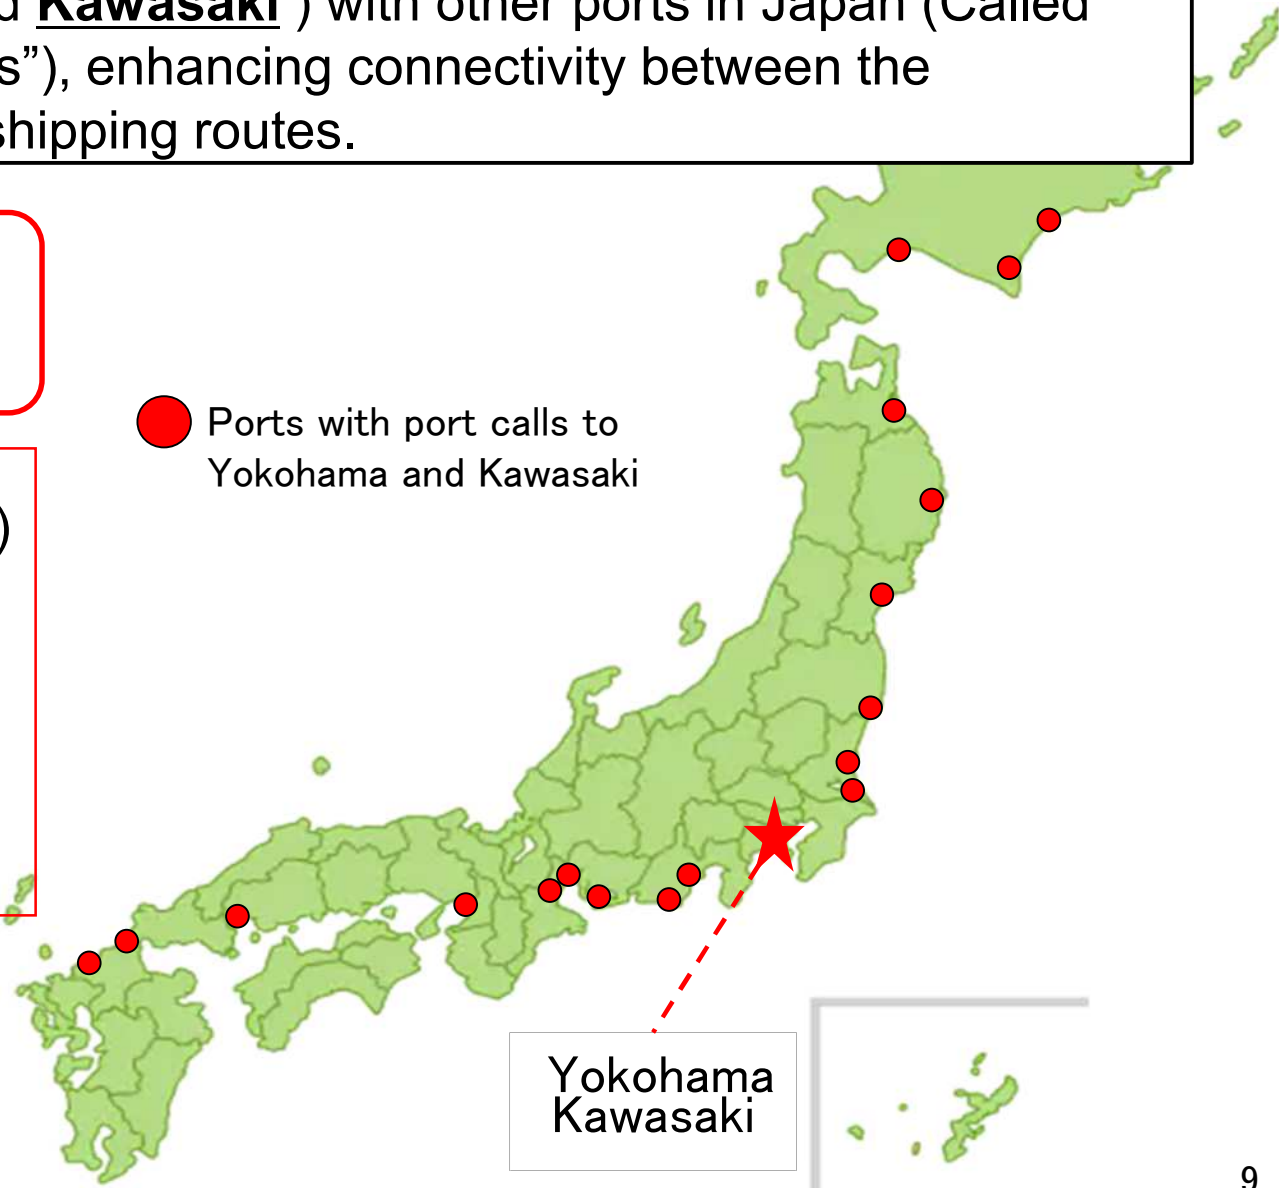 d Kawasaki ) with other ports in Japan (Called
s”), enhancing connectivity between the
shipping routes.
)
Ports with port calls to
Yokohama and Kawasaki
Yokohama
Kawasaki
9